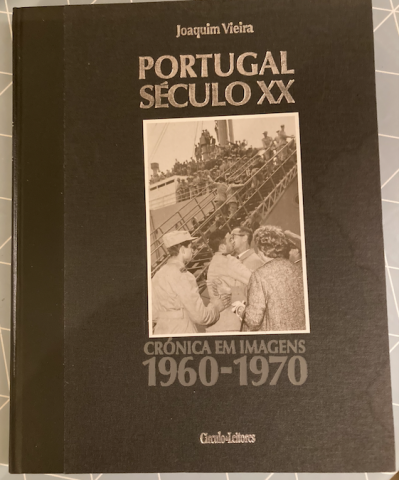 Joaquim Vieira
PORTUGAL
SÉCULO XX
CRÓNICA EM IMAGENS
1960-1970
Círculo de Leitores